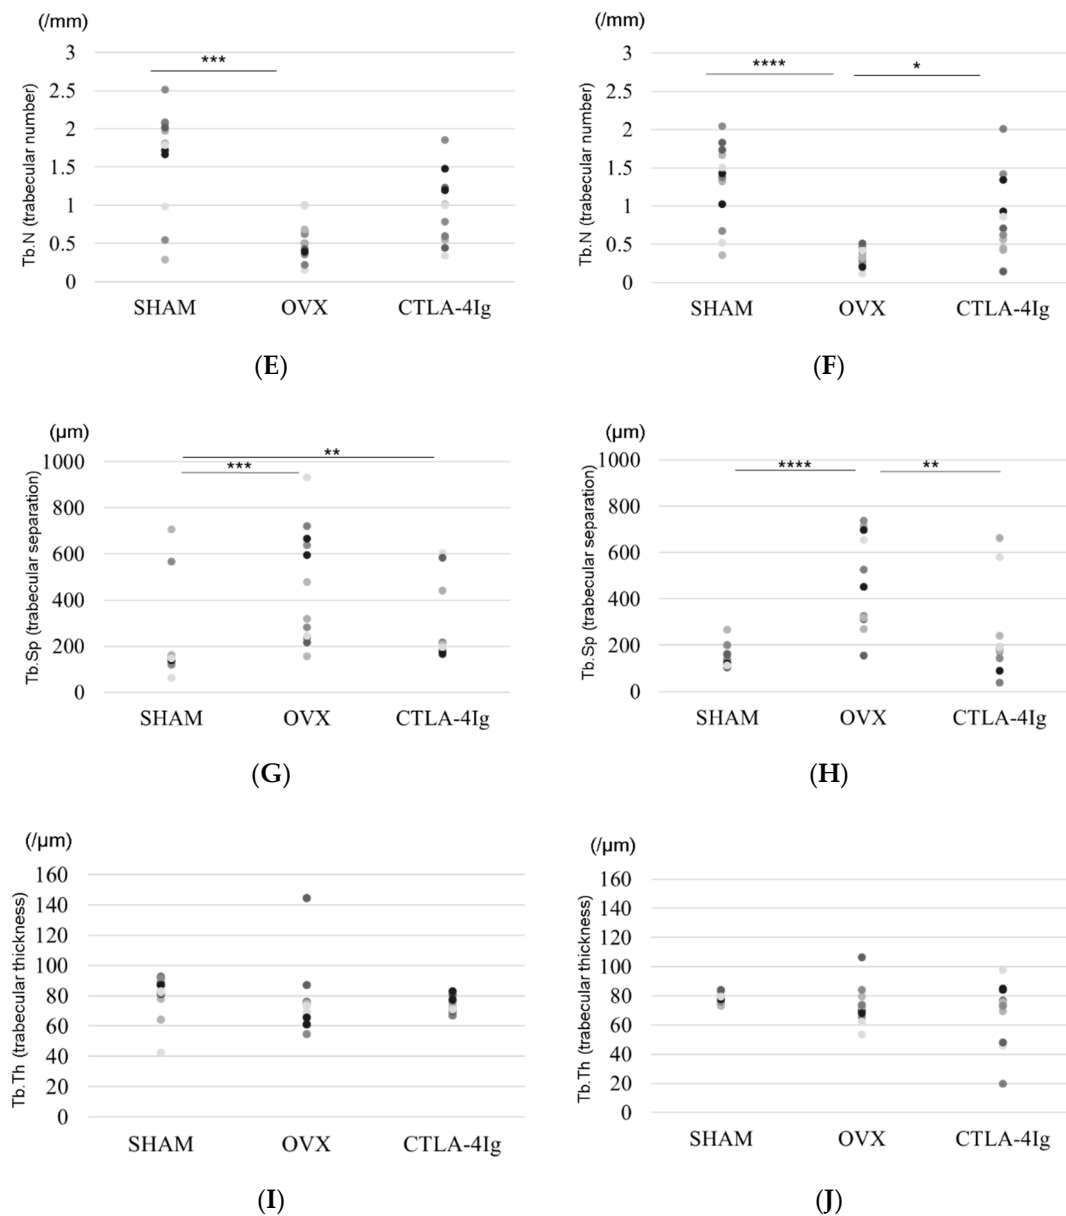 (/mm)
3
2.5
2
1.5
1
0.5
0
Tb.N (trabecular number)
***
SHAM OVX CTLA-4Ig
(E)
(/mm)
3
2.5
2
1.5
1
0.5
0
Tb.N (trabecular number)
**** *
SHAM OVX CTLA-4Ig
(F)
(µm)
1000
800
600
400
200
0
Tb.Sp (trabecular separation)
**
***
SHAM OVX CTLA-4Ig
(G)
(µm)
1000
800
600
400
200
0
Tb.Sp (trabecular separation)
**** **
SHAM OVX CTLA-4Ig
(H)
(/µm)
160
140
120
100
80
60
40
20
0
Tb.Th (trabecular thickness)
SHAM OVX CTLA-4Ig
(I)
(/µm)
160
140
120
100
80
60
40
20
0
Tb.Th (trabecular thickness)
SHAM OVX CTLA-4Ig
(J)